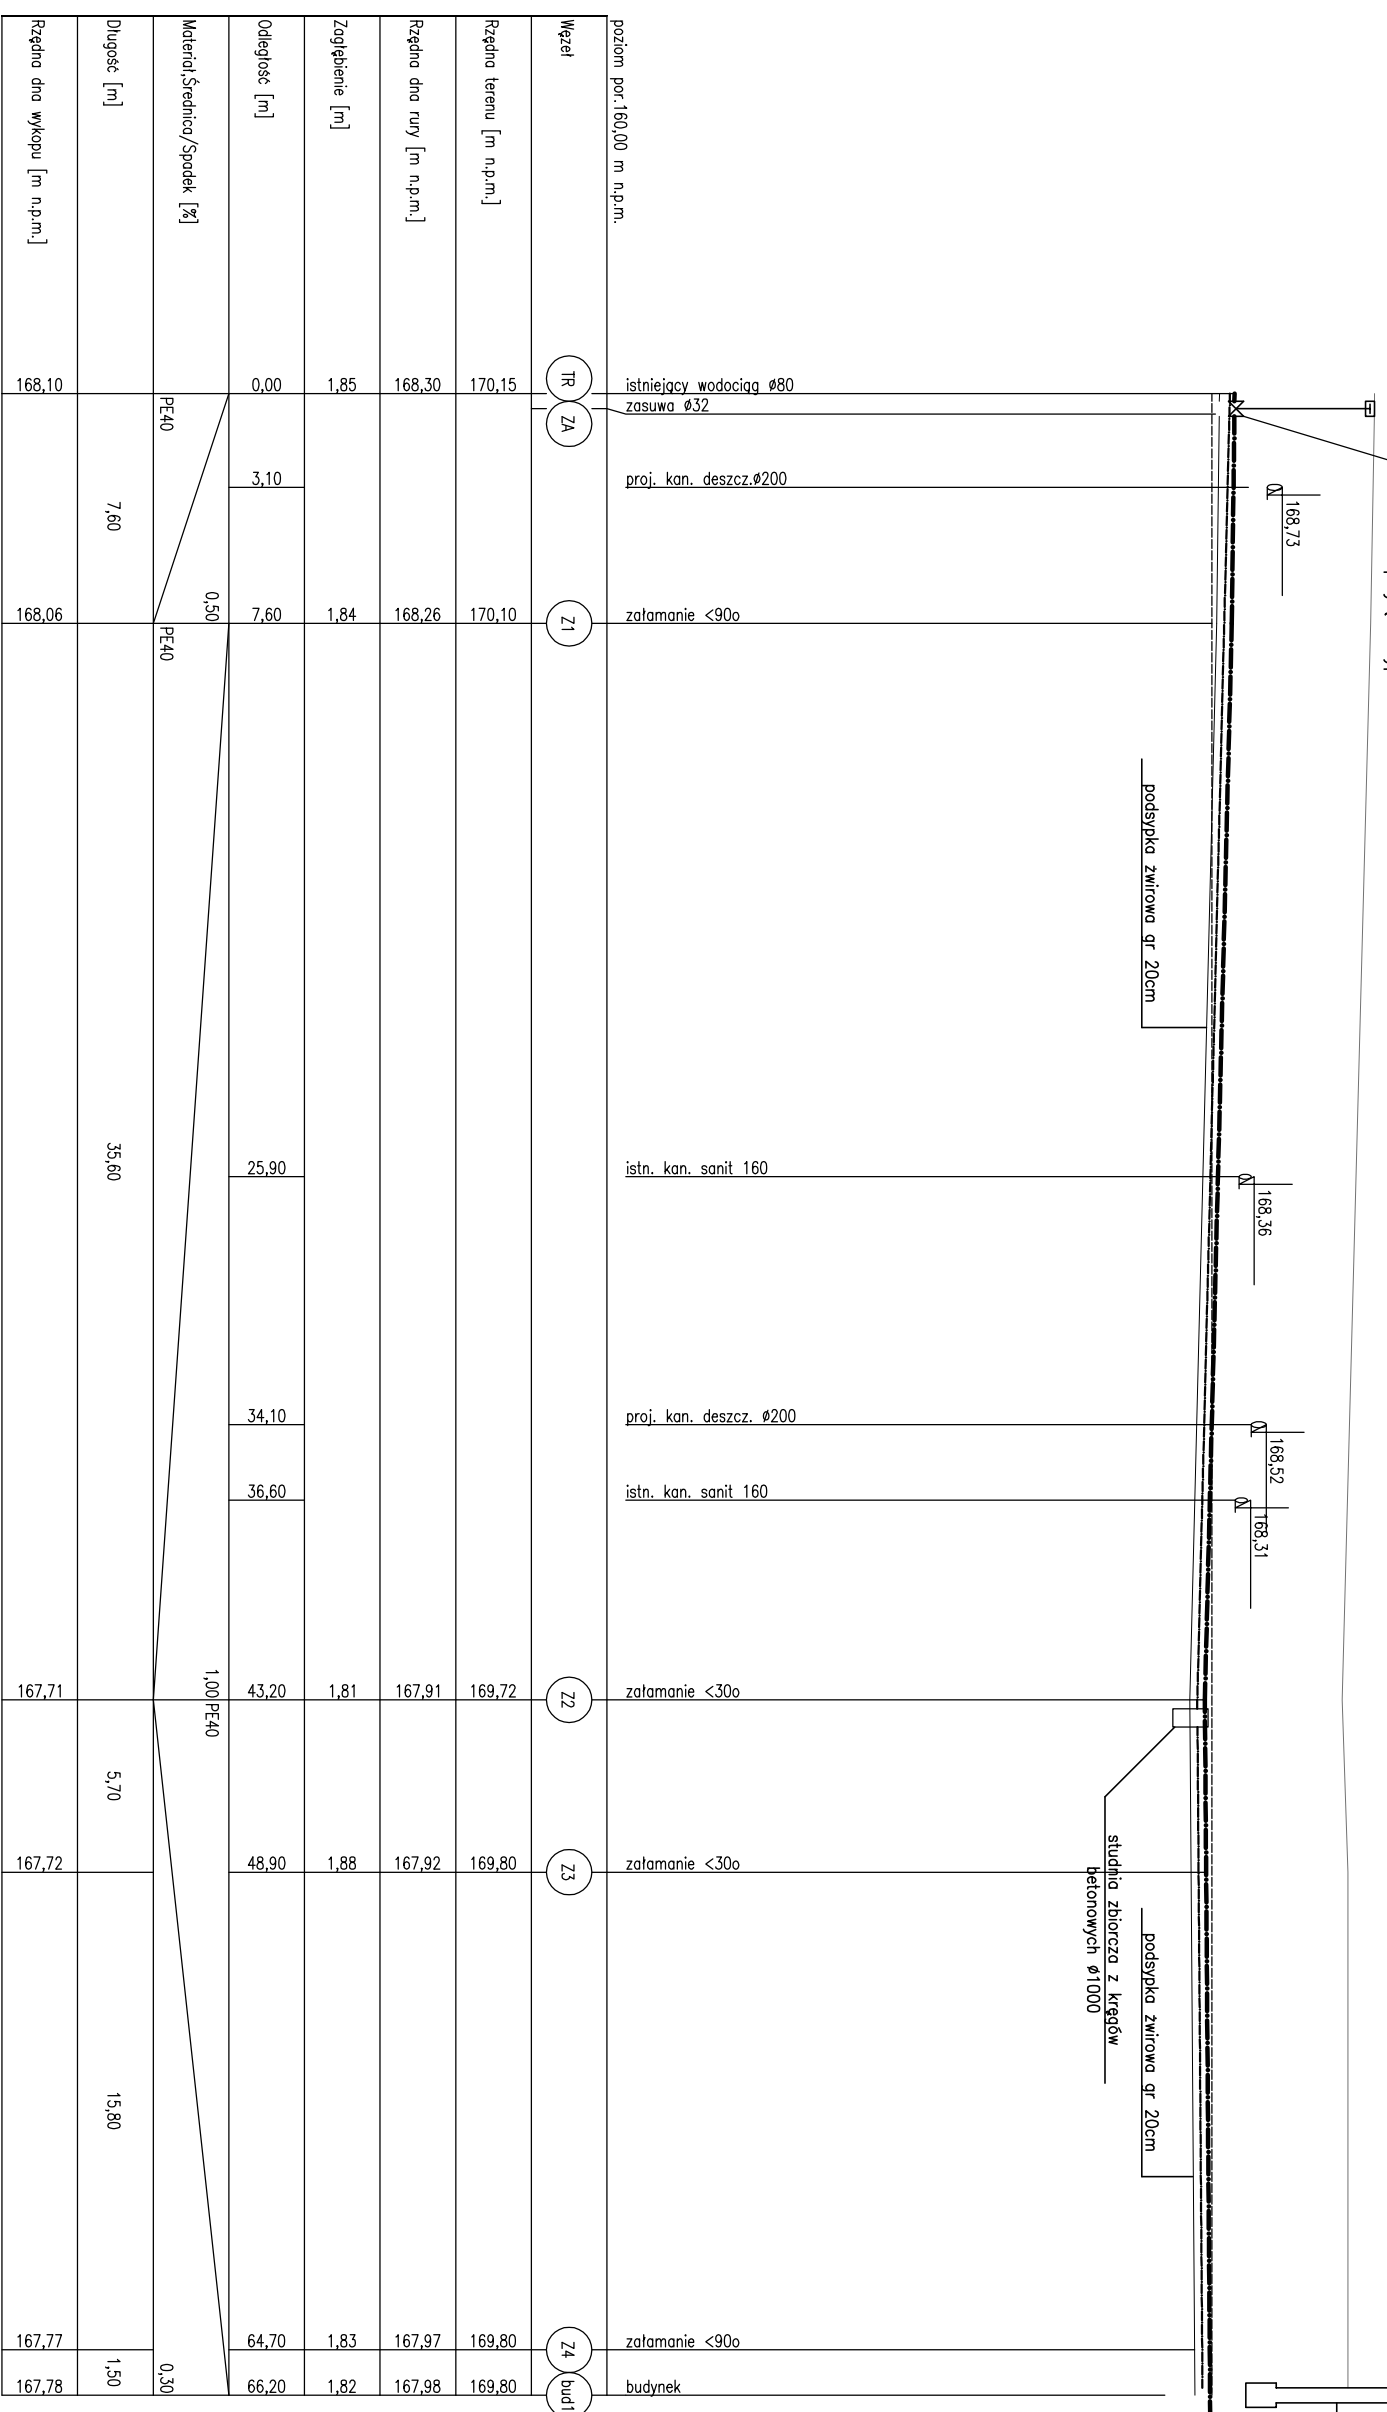 poziom por.160,00 m n.p.m.
Węzeł
TR
ZA
Z1
Z2
Z3
Z4
bud1
Rzędna terenu [m n.p.m.]
170,15
170,10
169,72
169,80
169,80
169,80
Rzędna dna rury [m n.p.m.]
168,30
168,26
167,91
167,92
167,97
167,98
Zagłębienie [m]
1,85
1,84
1,81
1,88
1,83
1,82
Odległość [m]
0,00
3,10
7,60
25,90
34,10
36,60
43,20
48,90
64,70
66,20
Materiał,Średnica/Spadek [%]
PE40
0,50
PE40
1,00
PE40
0,30
Długość [m]
7,60
35,60
5,70
15,80
1,50
Rzędna dna wykopu [m n.p.m.]
168,10
168,06
167,71
167,72
167,77
167,78
istniejący wodociąg Ø80
zasuwa Ø32
proj. kan. deszcz.Ø200
załamanie <90o
istn. kan. sanit 160
proj. kan. deszcz. Ø200
istn. kan. sanit 160
załamanie <30o
załamanie <30o
załamanie <90o
budynek
168,73
168,36
168,52
168,31
podsypka żwirowa gr 20cm
studnia zbiorcza z kręgów
betonowych Ø1000
podsypka żwirowa gr 20cm